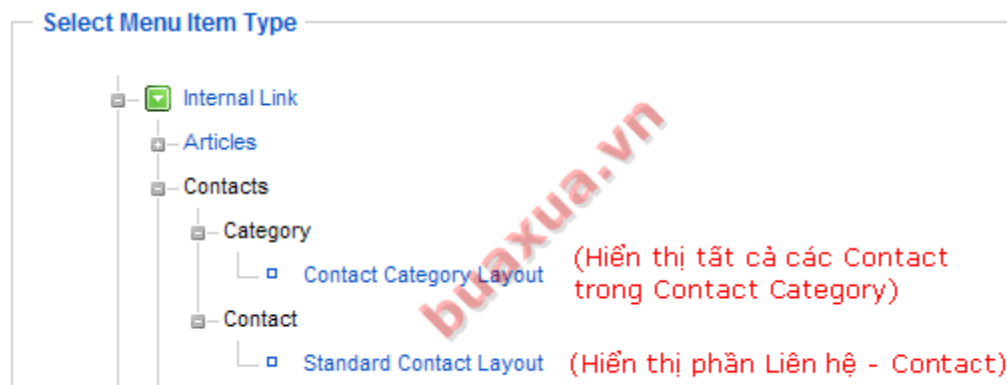 Select Menu Item Type
Internal Link
Articles
Contacts
Category
Contact Category Layout
(Hiển thị tất cả các Contact
trong Contact Category)
Contact
Standard Contact Layout (Hiển thị phần Liên hệ - Contact)
buaxua.vn